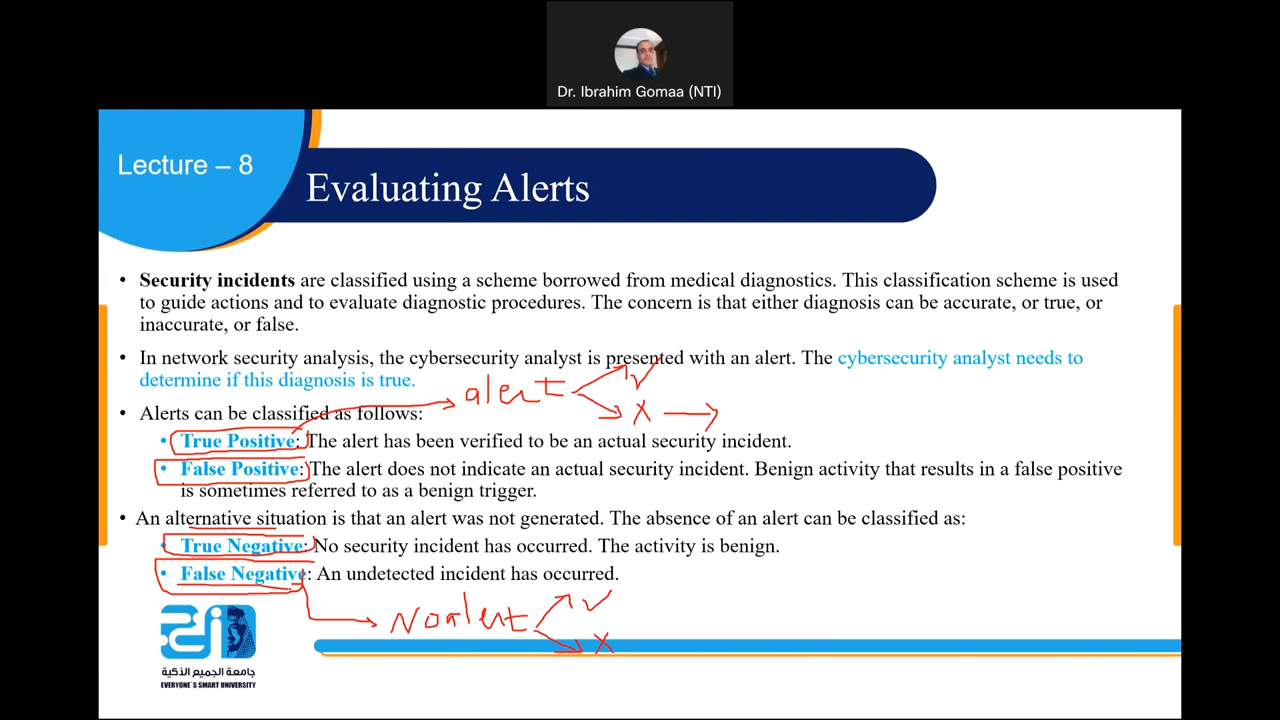 Dr. Ibrahim Gomaa (NTI)
Lecture – 8
Evaluating Alerts
• Security incidents are classified using a scheme borrowed from medical diagnostics. This classification scheme is used
to guide actions and to evaluate diagnostic procedures. The concern is that either diagnosis can be accurate, or true, or
inaccurate, or false.
• In network security analysis, the cybersecurity analyst is presented with an alert. The cybersecurity analyst needs to
determine if this diagnosis is true.
alert
• Alerts can be classified as follows:
• True Positive: The alert has been verified to be an actual security incident.
• False Positive: The alert does not indicate an actual security incident. Benign activity that results in a false positive
is sometimes referred to as a benign trigger.
• An alternative situation is that an alert was not generated. The absence of an alert can be classified as:
• True Negative: No security incident has occurred. The activity is benign.
• False Negative: An undetected incident has occurred.
No alert
جامعة الجميع الذكية
EVERYONE`S SMART UNIVERSITY